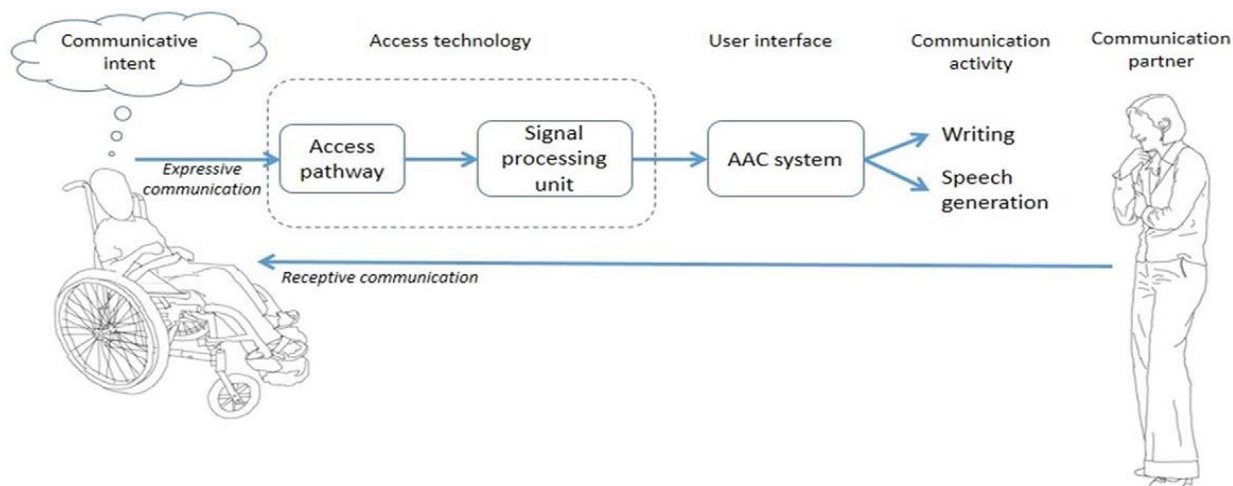 Communicative
intent
Access technology
User interface
Communication
activity
Communication
partner
Expressive
communication
Access
pathway
Signal
processing
unit
AAC system
Writing
Speech
generation
Receptive communication